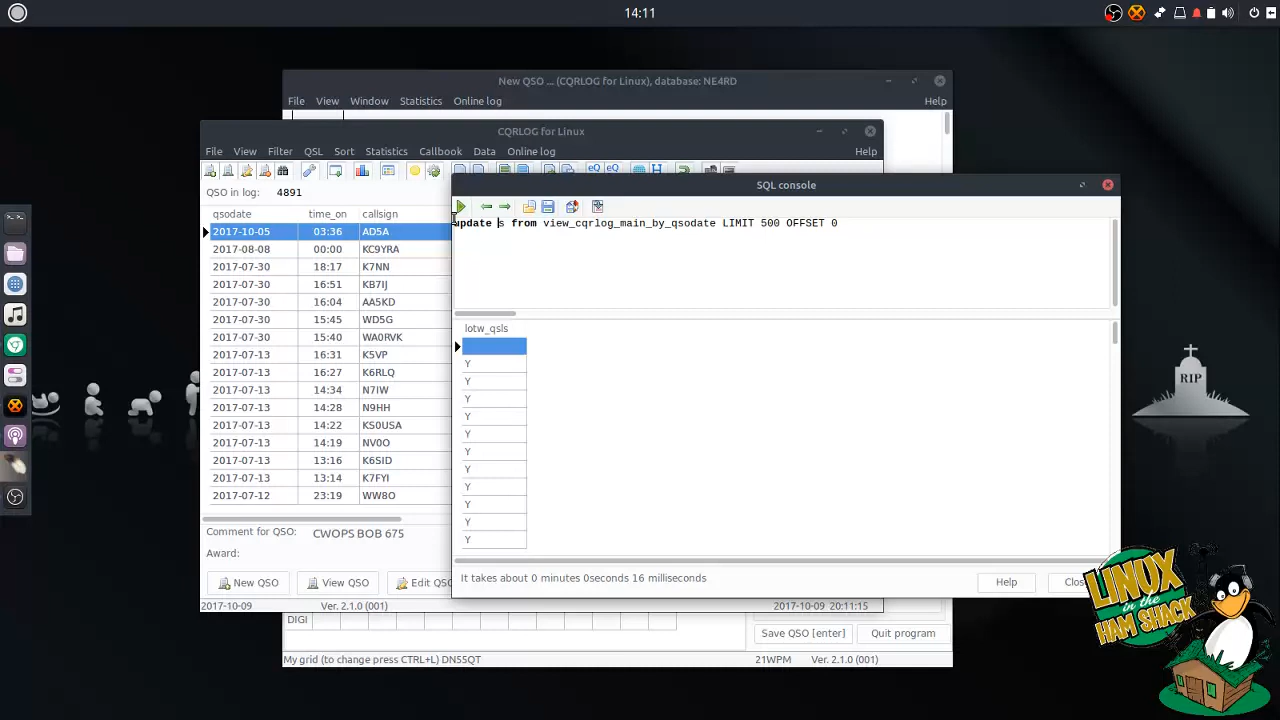 14:11
New QSO ... (CQRLOG for Linux), database: NE4RD
File View Window Statistics Online log Help
CQRLOG for Linux
File View Filter QSL Sort Statistics Callbook Data Online log Help
QSO in log: 4891
qsodate time_on callsign
2017-10-05 03:36 AD5A
2017-08-08 00:00 KC9YRA
2017-07-30 18:17 K7NN
2017-07-30 16:51 KB7IJ
2017-07-30 16:04 AA5KD
2017-07-30 15:45 WD5G
2017-07-30 15:40 WA0RVK
2017-07-13 16:31 K5VP
2017-07-13 16:27 K6RLQ
2017-07-13 14:34 N7IW
2017-07-13 14:28 N9HH
2017-07-13 14:22 KS0USA
2017-07-13 14:19 NV0O
2017-07-13 13:16 K6SID
2017-07-13 13:14 K7FYI
2017-07-12 23:19 WW8O
Comment for QSO: CWOPS BOB 675
Award:
New QSO View QSO Edit QSO
2017-10-09 Ver. 2.1.0 (001) 2017-10-09 20:11:15
SQL console
update s from view_cqrlog_main_by_qsodate LIMIT 500 OFFSET 0
lotw_qsls
Y
Y
Y
Y
Y
Y
Y
Y
Y
Y
Y
It takes about 0 minutes 0seconds 16 milliseconds
Help Clos
DIGI
Save QSO [enter] Quit program
My grid (to change press CTRL+L) DN55QT 21WPM Ver. 2.1.0 (001)
RIP
LINUX
in the
HAM SHACK